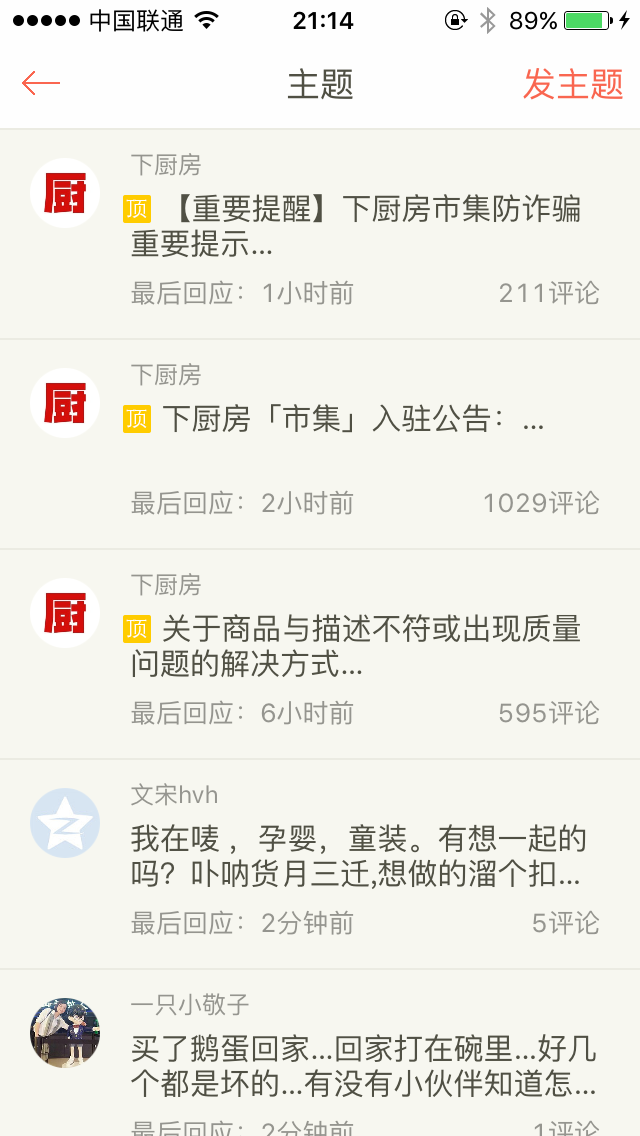 中国联通 21:14 89%
主题 发主题
厨
下厨房
顶 【重要提醒】下厨房市集防诈骗
重要提示...
最后回应：1小时前 211评论
厨
下厨房
顶 下厨房「市集」入驻公告：...
最后回应：2小时前 1029评论
厨
下厨房
顶 关于商品与描述不符或出现质量
问题的解决方式...
最后回应：6小时前 595评论
文宋hvh
我在唛 ，孕婴，童装。有想一起的
吗？卟呐货月三迁,想做的溜个扣...
最后回应：2分钟前 5评论
一只小敬子
买了鹅蛋回家...回家打在碗里...好几
个都是坏的...有没有小伙伴知道怎...
最后回应：2分钟前 1评论